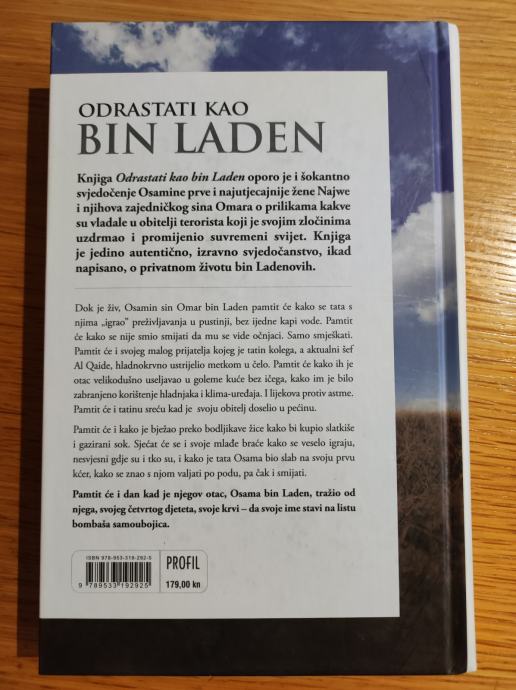 ODRASTATI KAO
BIN LADEN
Knjiga Odrastati kao bin Laden oporo je i šokantno
svjedočenje Osamine prve i najutjecajnije žene Najwe
i njihova zajedničkog sina Omara o prilikama kakve
su vladale u obitelji terorista koji je svojim zločinima
uzdrmao i promijenio suvremeni svijet. Knjiga
je jedino autentično, izravno svjedočanstvo, ikad
napisano, o privatnom životu bin Ladenovih.
Dok je živ, Osamin sin Omar bin Laden pamtit će kako se tata s
njima „igrao” preživljavanja u pustinji, bez ijedne kapi vode. Pamtit
će kako se nije smio smijati da mu se vide očnjaci. Samo smješkati.
Pamtit će i svojeg malog prijatelja kojeg je tatin kolega, a aktualni šef
Al Qaide, hladnokrvno ustrijelio metkom u čelo. Pamtit će kako ih je
otac velikodušno useljavao u goleme kuće bez ičega, kako im je bilo
zabranjeno korištenje hladnjaka i klima-uređaja. I lijekova protiv astme.
Pamtit će i tatinu sreću kad je svoju obitelj doselio u pećinu.
Pamtit će i kako je bježao preko bodljikave žice kako bi kupio slatkiše
i gazirani sok. Sjećat će se i svoje mlađe braće kako se veselo igraju,
nesvjesni gdje su i tko su, i kako je tata Osama bio slab na svoju prvu
kćer, kako se znao s njom valjati po podu, pa čak i smijati.
Pamtit će i dan kad je njegov otac, Osama bin Laden, tražio od
njega, svojeg četvrtog djeteta, svoje krvi – da svoje ime stavi na listu
bombaša samoubojica.
ISBN 978-953-319-292-5
9 789533 192925
PROFIL
179,00 kn